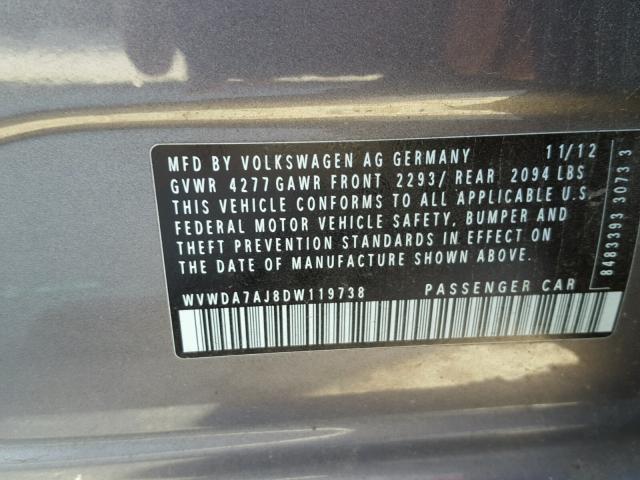 MFD BY VOLKSWAGEN AG GERMANY 11/12
GVWR 4277 GAWR FRONT 2293/ REAR 2094 LBS
THIS VEHICLE CONFORMS TO ALL APPLICABLE U.S.
FEDERAL MOTOR VEHICLE SAFETY, BUMPER AND
THEFT PREVENTION STANDARDS IN EFFECT ON
THE DATE OF MANUFACTURE SHOWN ABOVE.
WVWDA7AJ8DW119738 PASSENGER CAR
8483393 3073 3